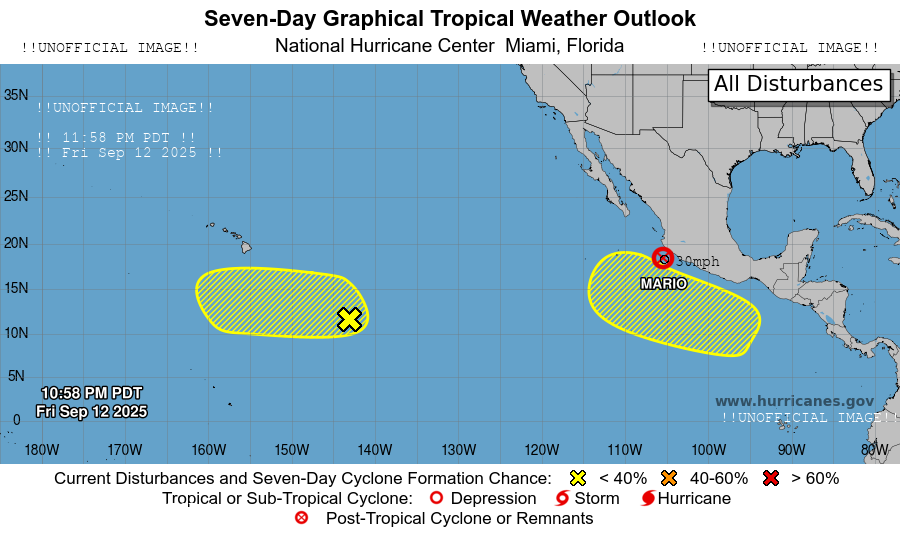 Seven-Day Graphical Tropical Weather Outlook
National Hurricane Center Miami, Florida
!!UNOFFICIAL IMAGE!!
!!UNOFFICIAL IMAGE!!
All Disturbances
35N
!!UNOFFICIAL IMAGE!!
!! 11:58 PM PDT !!
30N
!! Fri Sep 12 2025 !!
25N
20N
30mph
MARIO
15N
10N
5N
10:58 PM PDT
Fri Sep 12 2025
www.hurricanes.gov
!!UNOFFICIAL IMAGE!!
0
180W 170W 160W 150W 140W 130W 120W 110W 100W 90W 80W
Current Disturbances and Seven-Day Cyclone Formation Chance: < 40% 40-60% > 60%
Tropical or Sub-Tropical Cyclone: Depression Storm Hurricane
Post-Tropical Cyclone or Remnants